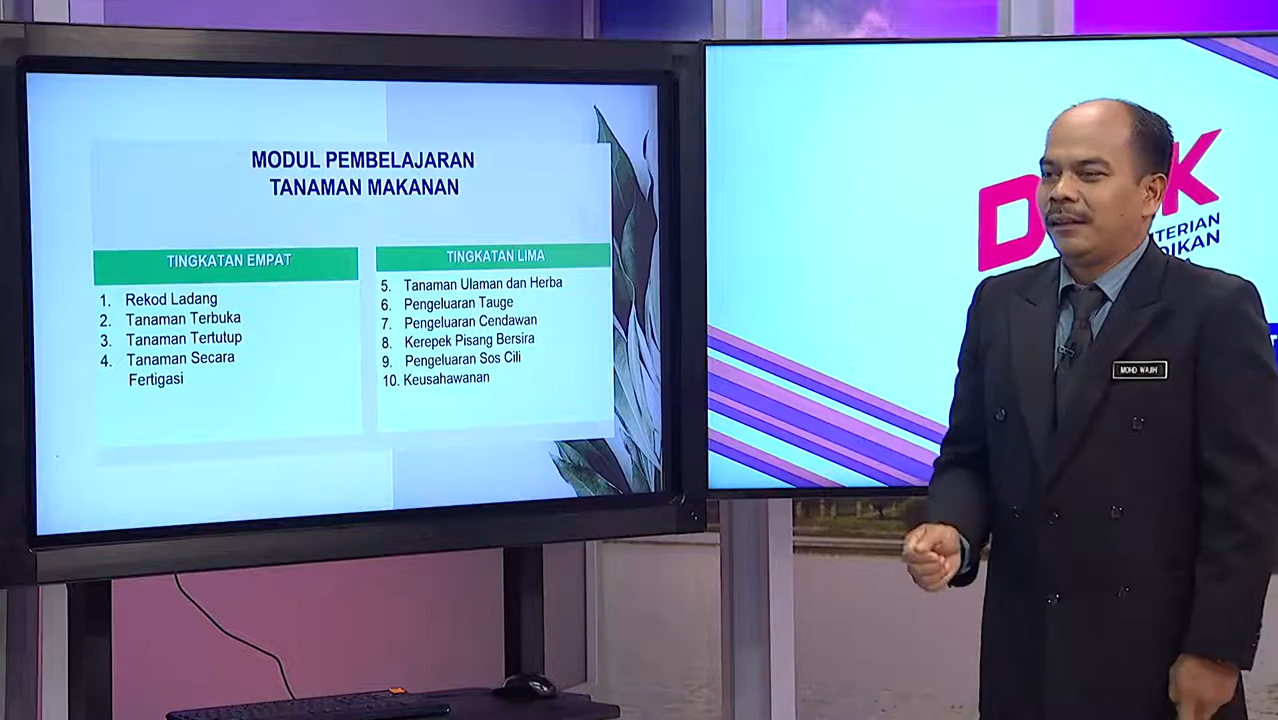 MODUL PEMBELAJARAN
TANAMAN MAKANAN
TINGKATAN EMPAT
1. Rekod Ladang
2. Tanaman Terbuka
3. Tanaman Tertutup
4. Tanaman Secara
Fertigasi
TINGKATAN LIMA
5. Tanaman Ulaman dan Herba
6. Pengeluaran Tauge
7. Pengeluaran Cendawan
8. Kerepek Pisang Bersira
9. Pengeluaran Sos Cili
10. Keusahawanan
MOHD WAJIH